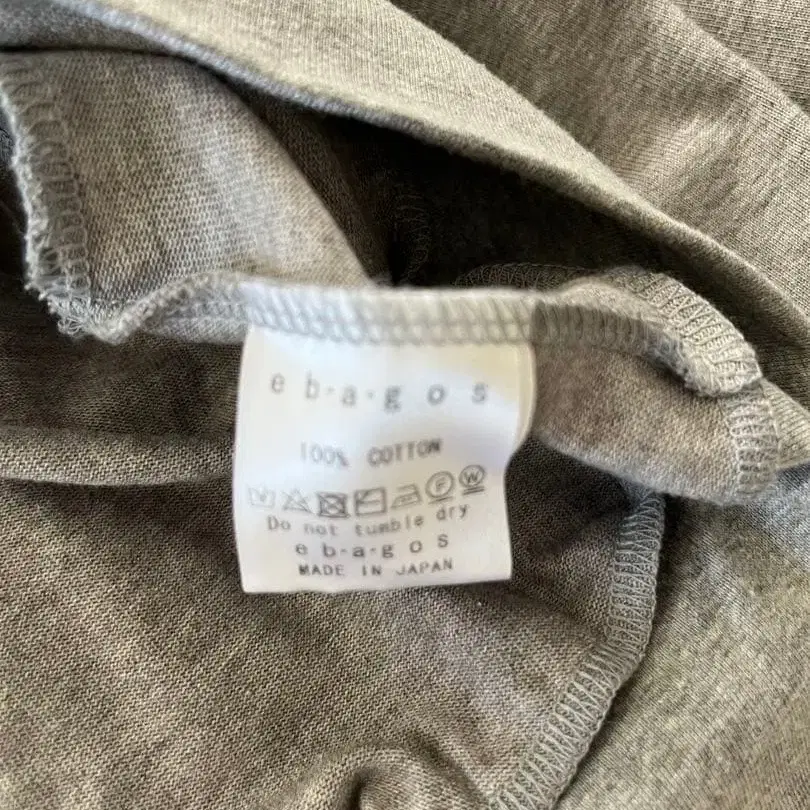 e b・a・g o s
100% COTTON
F W
Do not tumble dry
e b・a・g o s
MADE IN JAPAN